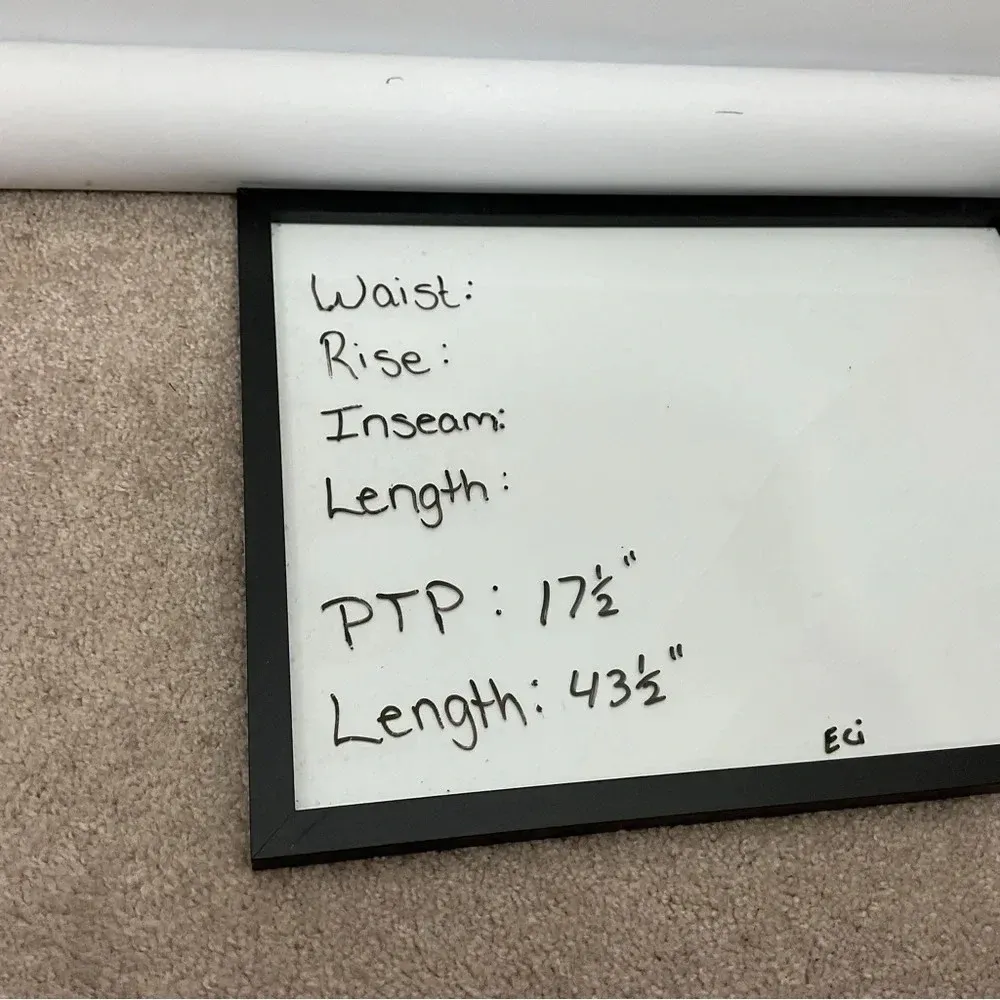 Waist:
Rise:
Inseam:
Length:
PTP: 17½"
Length: 43½"
ECi